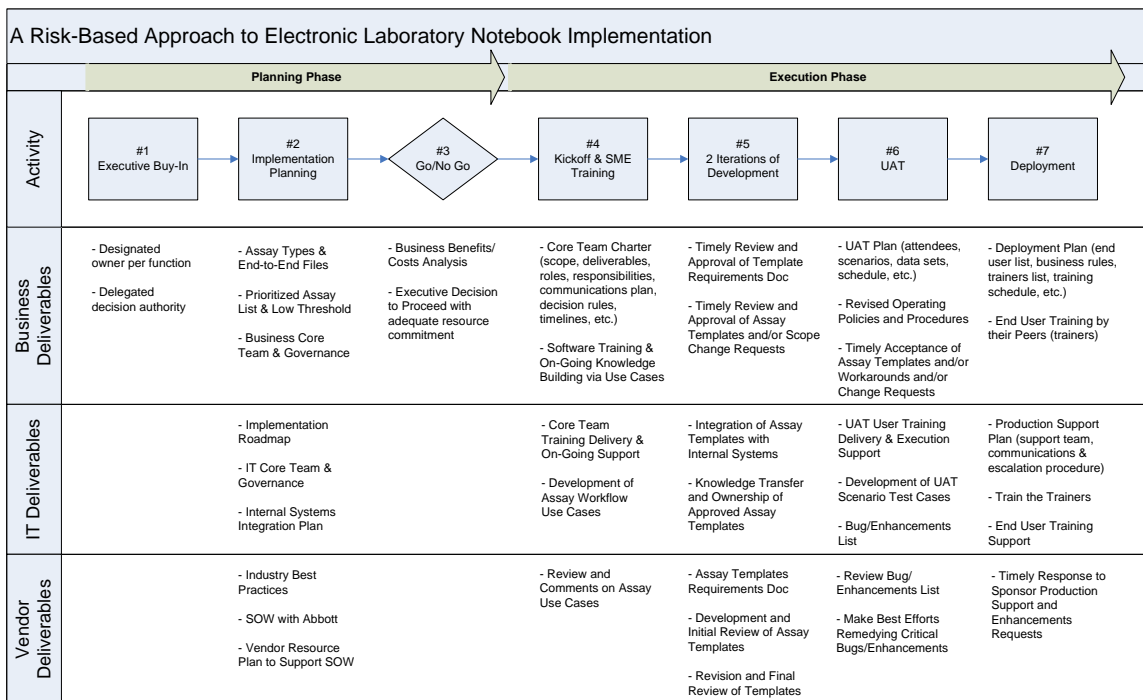 A Risk-Based Approach to Electronic Laboratory Notebook Implementation
Planning Phase
Execution Phase
Activity
#1
Executive Buy-In
#2
Implementation
Planning
#3
Go/No Go
#4
Kickoff & SME
Training
#5
2 Iterations of
Development
#6
UAT
#7
Deployment
Business
Deliverables
- Designated
owner per function
- Delegated
decision authority
- Assay Types &
End-to-End Files
- Prioritized Assay
List & Low Threshold
- Business Core
Team & Governance
- Business Benefits/
Costs Analysis
- Executive Decision
to Proceed with
adequate resource
commitment
- Core Team Charter
(scope, deliverables,
roles, responsibilities,
communications plan,
decision rules,
timelines, etc.)
- Software Training &
On-Going Knowledge
Building via Use Cases
- Timely Review and
Approval of Template
Requirements Doc
- Timely Review and
Approval of Assay
Templates and/or Scope
Change Requests
- UAT Plan (attendees,
scenarios, data sets,
schedule, etc.)
- Revised Operating
Policies and Procedures
- Timely Acceptance of
Assay Templates and/or
Workarounds and/or
Change Requests
- Deployment Plan (end
user list, business rules,
trainers list, training
schedule, etc.)
- End User Training by
their Peers (trainers)
IT Deliverables
- Implementation
Roadmap
- IT Core Team &
Governance
- Internal Systems
Integration Plan
- Core Team
Training Delivery &
On-Going Support
- Development of
Assay Workflow
Use Cases
- Integration of Assay
Templates with
Internal Systems
- Knowledge Transfer
and Ownership of
Approved Assay
Templates
- UAT User Training
Delivery & Execution
Support
- Development of UAT
Scenario Test Cases
- Bug/Enhancements
List
- Production Support
Plan (support team,
communications &
escalation procedure)
- Train the Trainers
- End User Training
Support
Vendor
Deliverables
- Industry Best
Practices
- SOW with Abbott
- Vendor Resource
Plan to Support SOW
- Review and
Comments on Assay
Use Cases
- Assay Templates
Requirements Doc
- Development and
Initial Review of Assay
Templates
- Revision and Final
Review of Templates
- Review Bug/
Enhancements List
- Make Best Efforts
Remedying Critical
Bugs/Enhancements
- Timely Response to
Sponsor Production
Support and
Enhancements
Requests